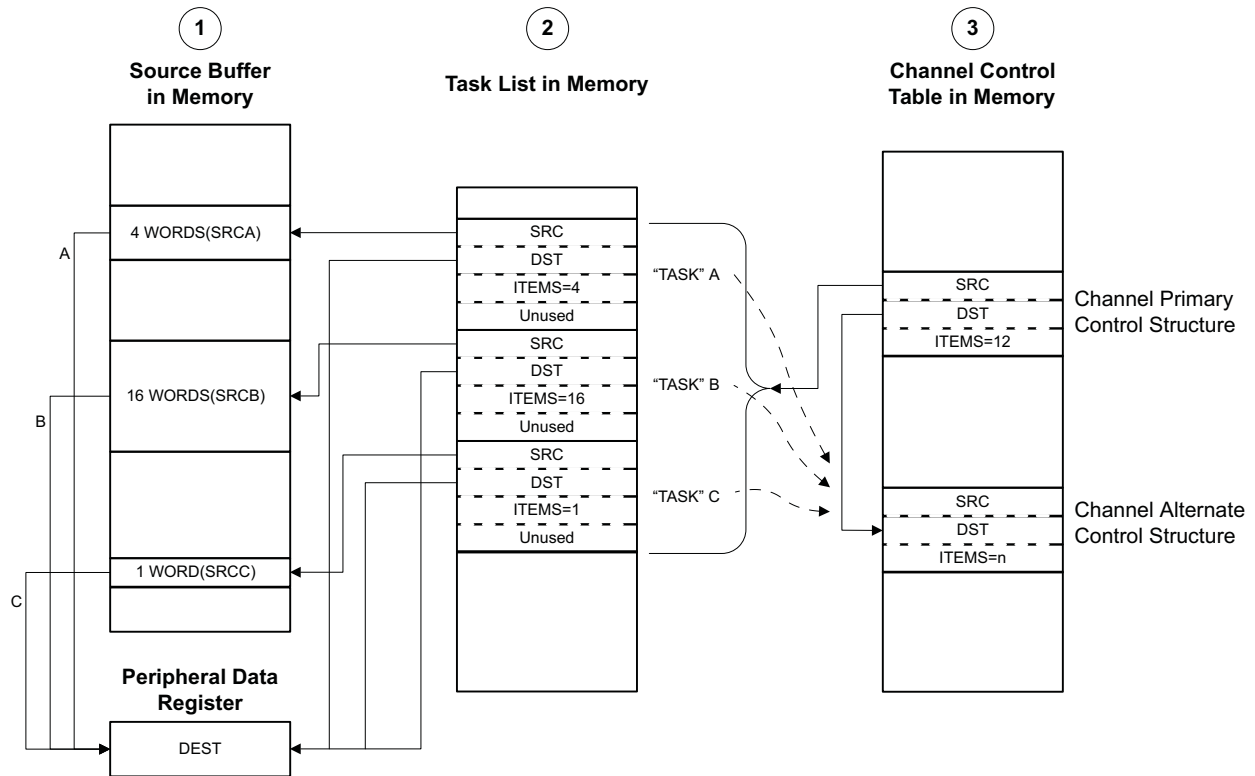 1
Source Buffer
in Memory
4 WORDS(SRCA)
16 WORDS(SRCB)
1 WORD(SRCC)
A
B
C
Peripheral Data
Register
DEST
2
Task List in Memory
SRC
DST
ITEMS=4
Unused
SRC
DST
ITEMS=16
Unused
SRC
DST
ITEMS=1
Unused
“TASK” A
“TASK” B
“TASK” C
3
Channel Control
Table in Memory
SRC
DST
ITEMS=12
Channel Primary
Control Structure
SRC
DST
ITEMS=n
Channel Alternate
Control Structure